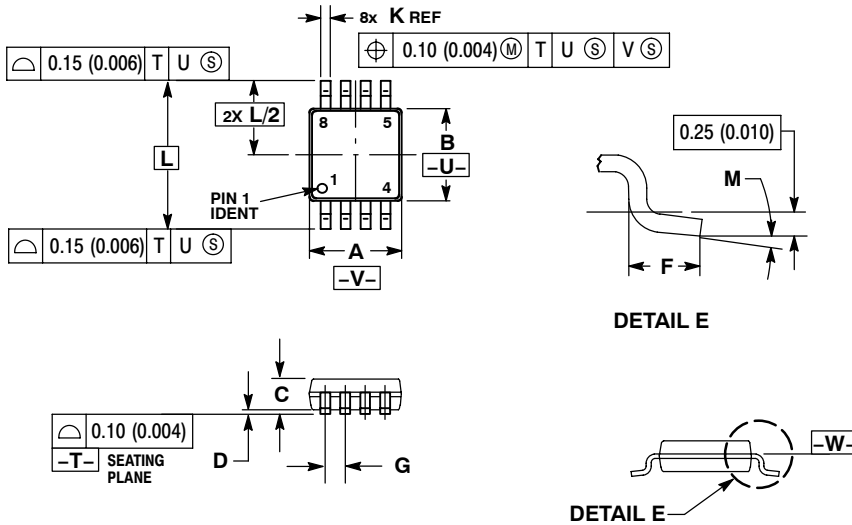 8x K REF
⌖ 0.10 (0.004) Ⓜ T U Ⓢ V Ⓢ
⌓ 0.15 (0.006) T U Ⓢ
2X L/2
8 5
B
–U–
L
PIN 1
IDENT
1 4
⌓ 0.15 (0.006) T U Ⓢ
A
–V–
0.25 (0.010)
M
F
DETAIL E
C
⌓ 0.10 (0.004)
–T– SEATING
PLANE
D
G
–W–
DETAIL E